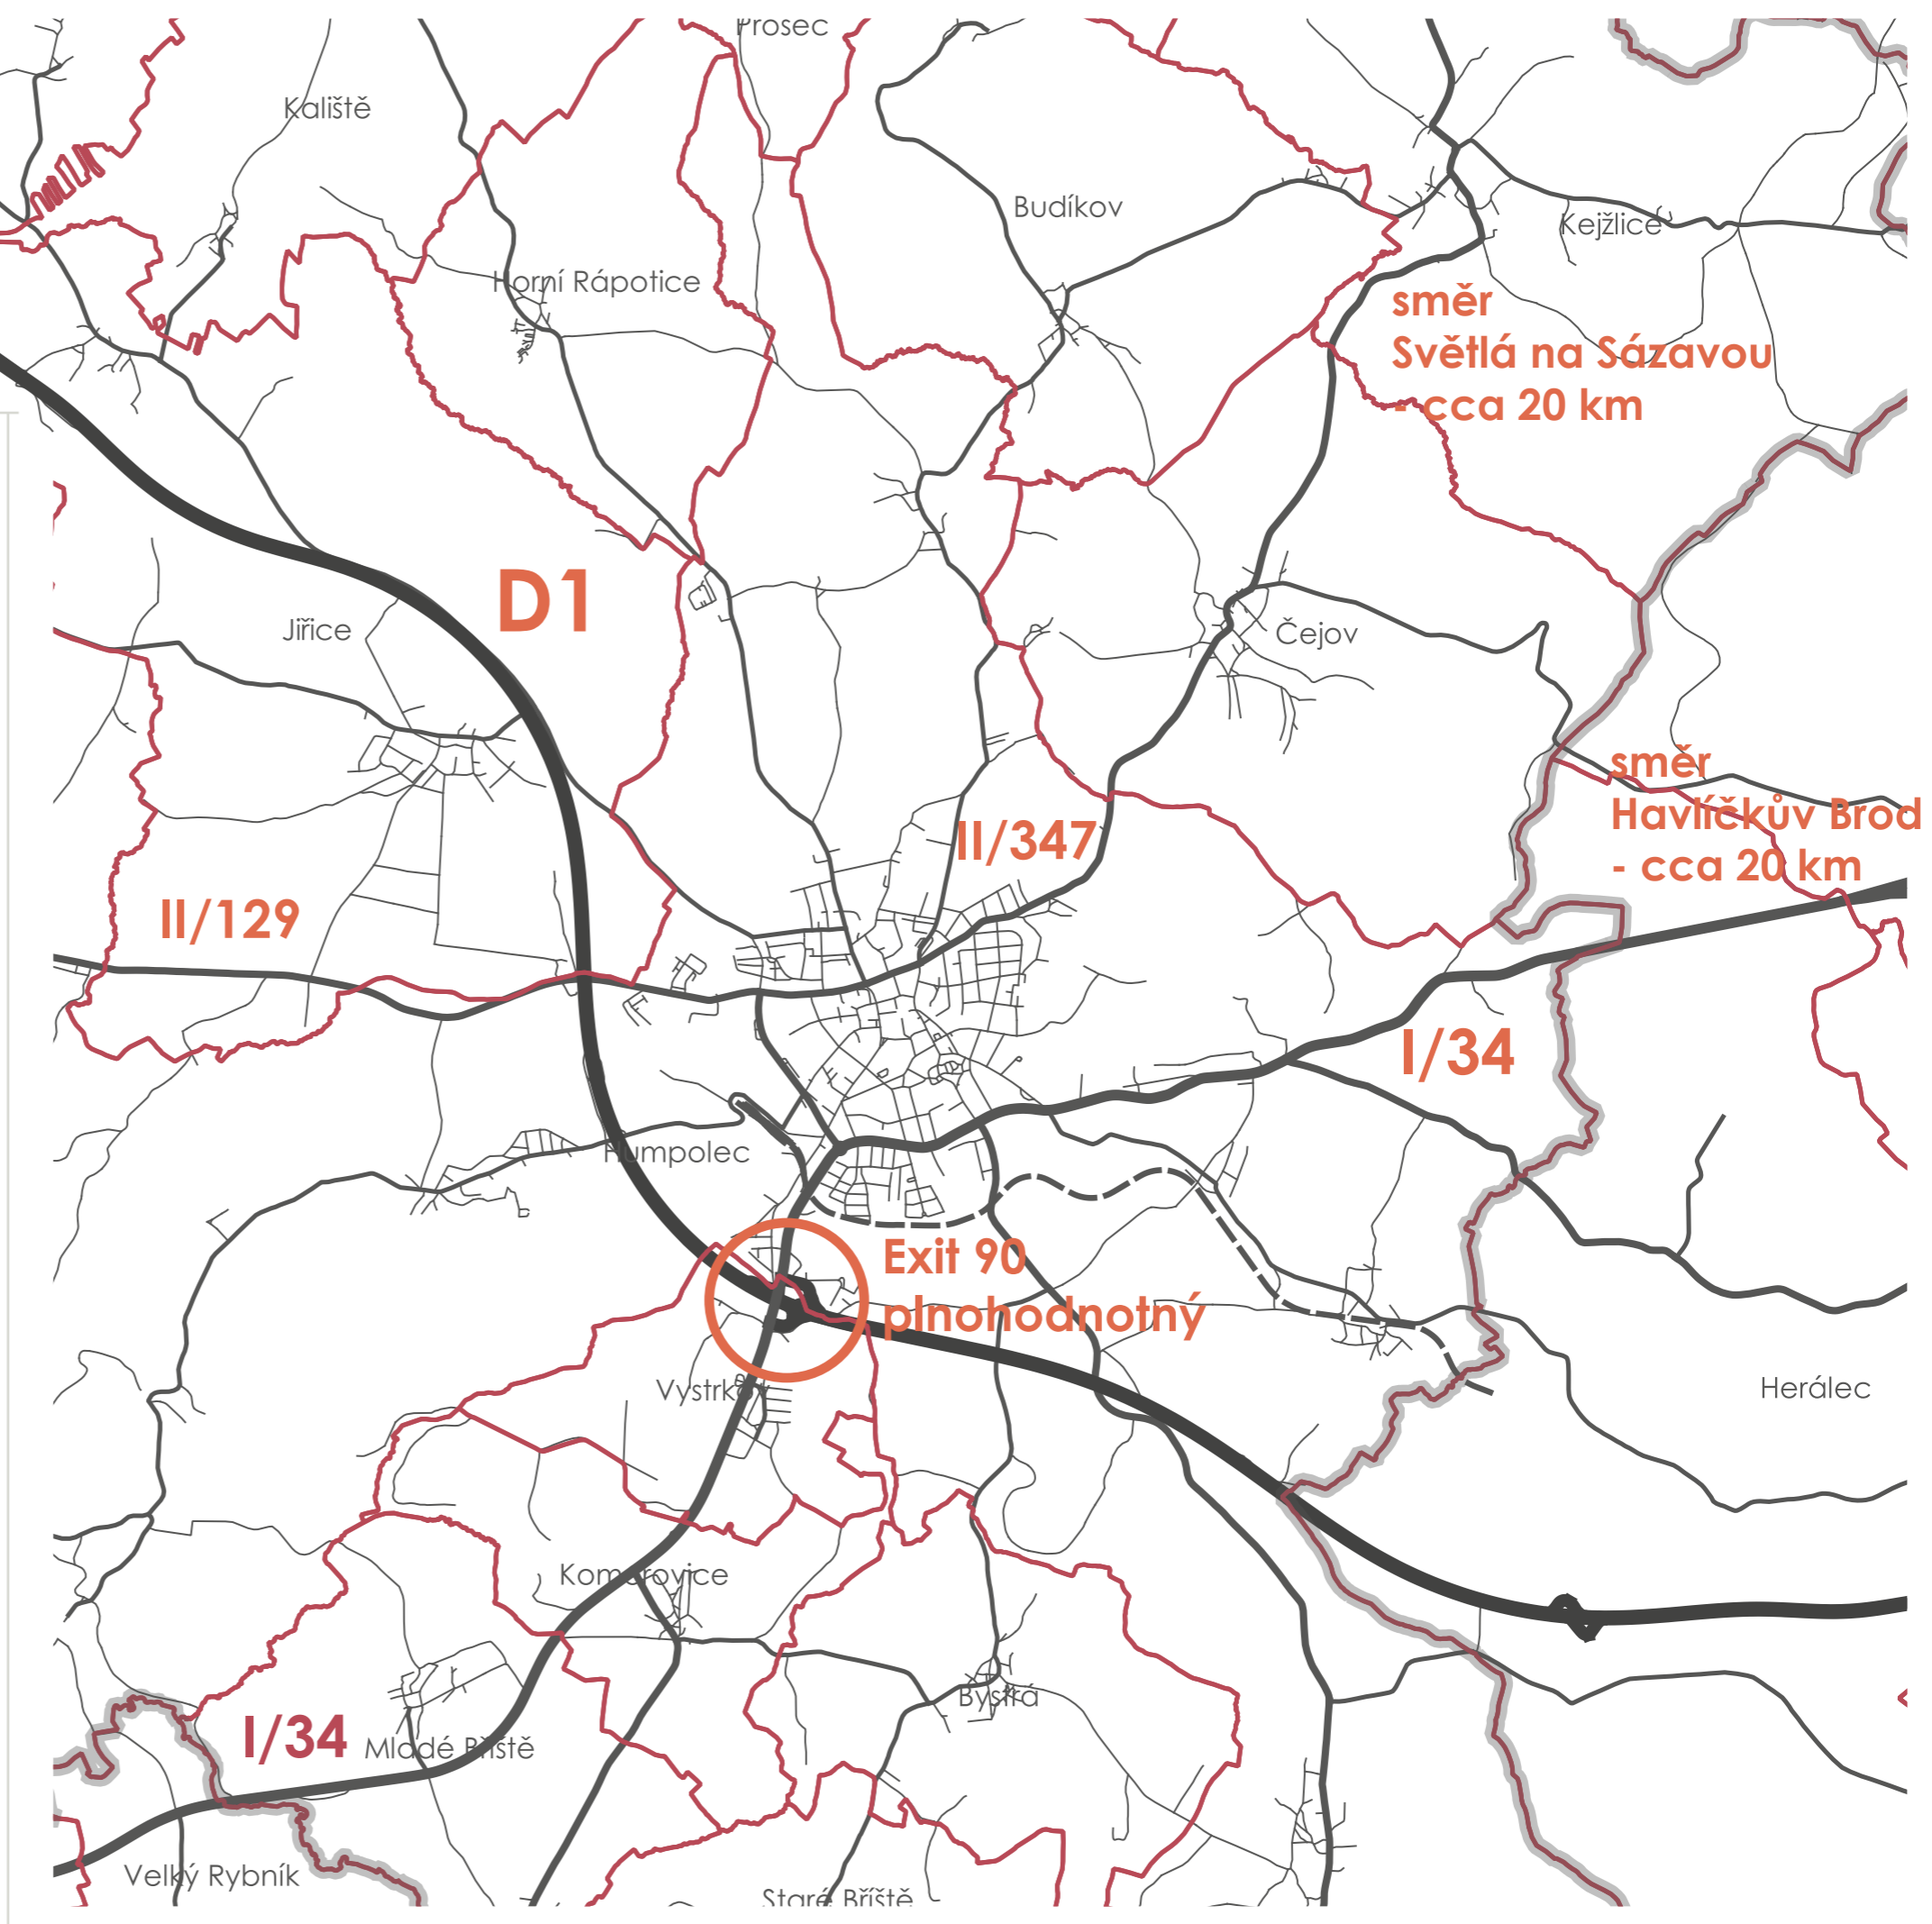 Prosec
Kaliště
Budíkov
Kejžlice
Horní Rápotice
směr
Světlá na Sázavou
- cca 20 km
D1
Jiřice
Čejov
směr
Havlíčkův Brod
- cca 20 km
II/347
II/129
I/34
Humpolec
Exit 90
plnohodnotný
Vystrkov
Herálec
Komorovice
Bystrá
I/34
Mladé Bříště
Velký Rybník
Staré Bříště